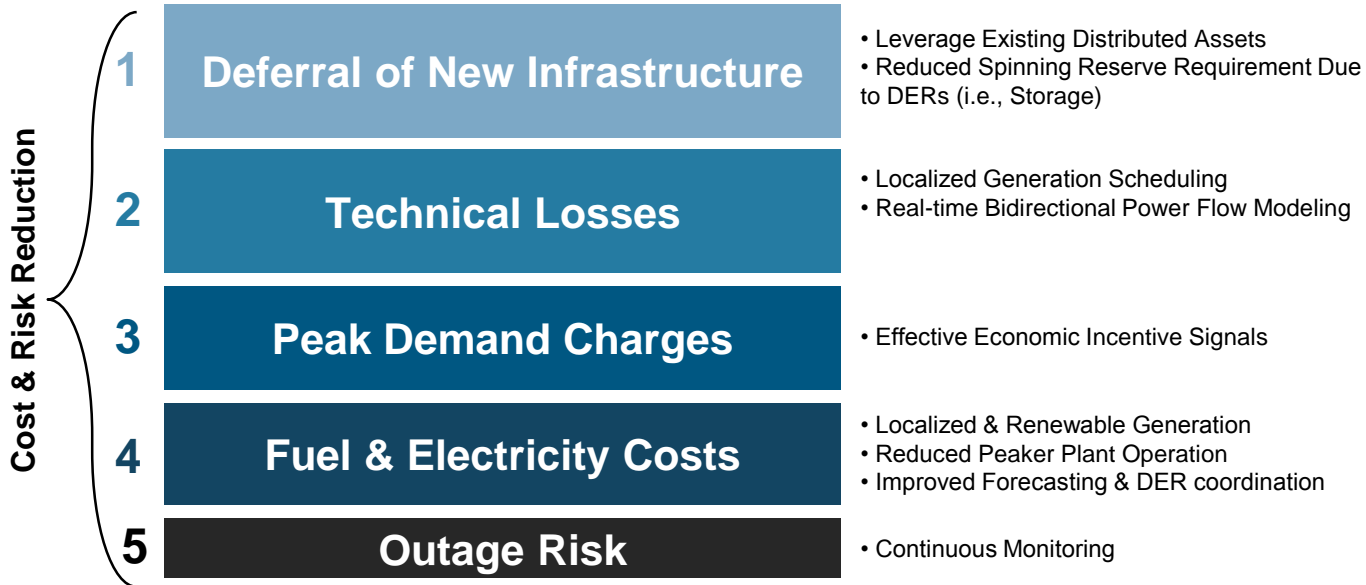 Cost & Risk Reduction
1
Deferral of New Infrastructure
• Leverage Existing Distributed Assets
• Reduced Spinning Reserve Requirement Due
to DERs (i.e., Storage)
2
Technical Losses
• Localized Generation Scheduling
• Real-time Bidirectional Power Flow Modeling
3
Peak Demand Charges
• Effective Economic Incentive Signals
4
Fuel & Electricity Costs
• Localized & Renewable Generation
• Reduced Peaker Plant Operation
• Improved Forecasting & DER coordination
5
Outage Risk
• Continuous Monitoring